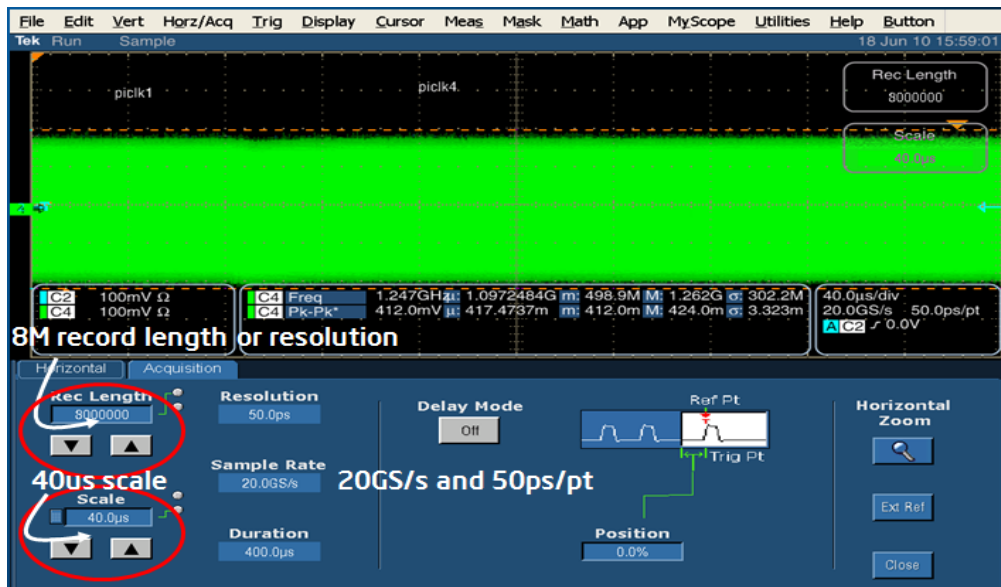 File Edit Vert Horz/Acq Trig Display Cursor Meas Mask Math App MyScope Utilities Help Button
Tek Run Sample 18 Jun 10 15:59:01
piclk1 piclk4
Rec Length
8000000
Scale
40.0µs
C2 100mV Ω
C4 100mV Ω
C4 Freq 1.247GHz µ: 1.0972484G m: 498.9M M: 1.262G σ: 302.2M
C4 Pk-Pk* 412.0mV µ: 417.4737m m: 412.0m M: 424.0m σ: 3.323m
40.0µs/div
20.0GS/s 50.0ps/pt
A C2 0.0V
8M record length or resolution
Horizontal Acquisition
Rec Length
8000000
40us scale
Scale
40.0µs
Resolution
50.0ps
Sample Rate
20.0GS/s
20GS/s and 50ps/pt
Duration
400.0µs
Delay Mode
Off
Ref Pt
Trig Pt
Position
0.0%
Horizontal
Zoom
Ext Ref
Close